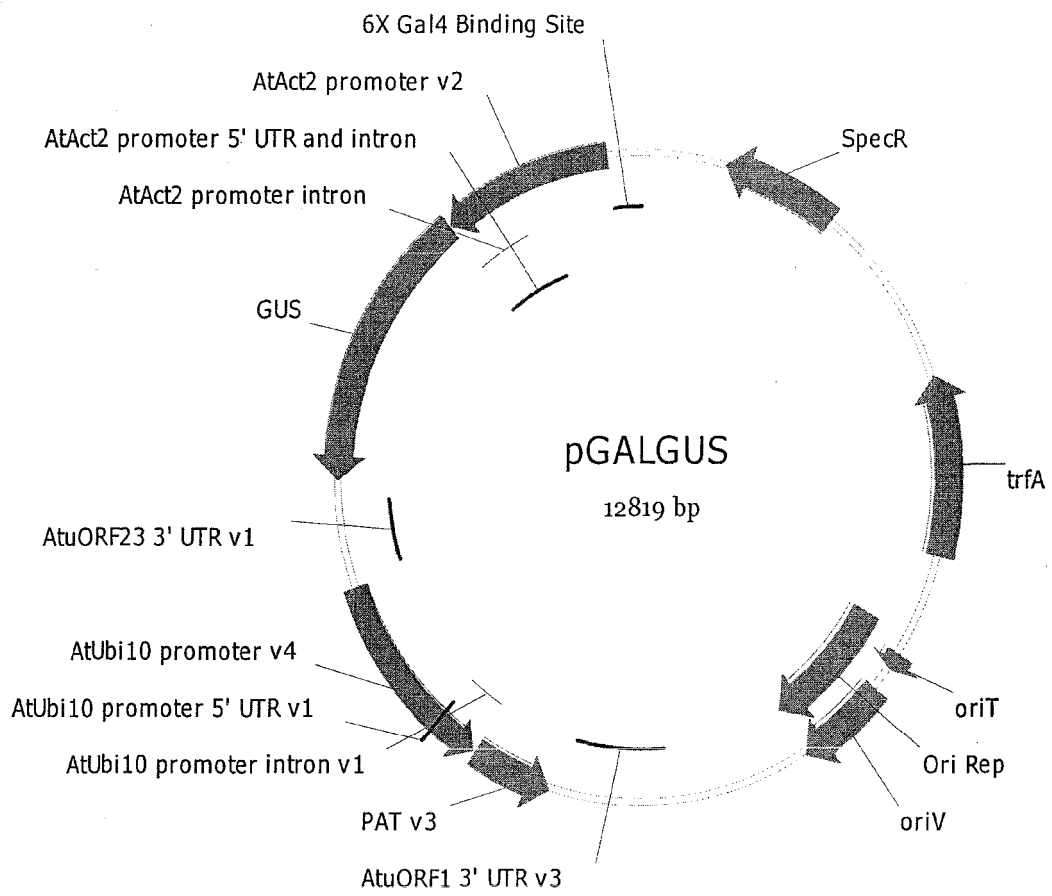 6X Gal4 Binding Site
AtAct2 promoter v2
AtAct2 promoter 5' UTR and intron
AtAct2 promoter intron
SpecR
GUS
pGALGUS
12819 bp
trfA
AtuORF23 3' UTR v1
AtUbi10 promoter v4
AtUbi10 promoter 5' UTR v1
AtUbi10 promoter intron v1
oriT
Ori Rep
oriV
PAT v3
AtuORF1 3' UTR v3